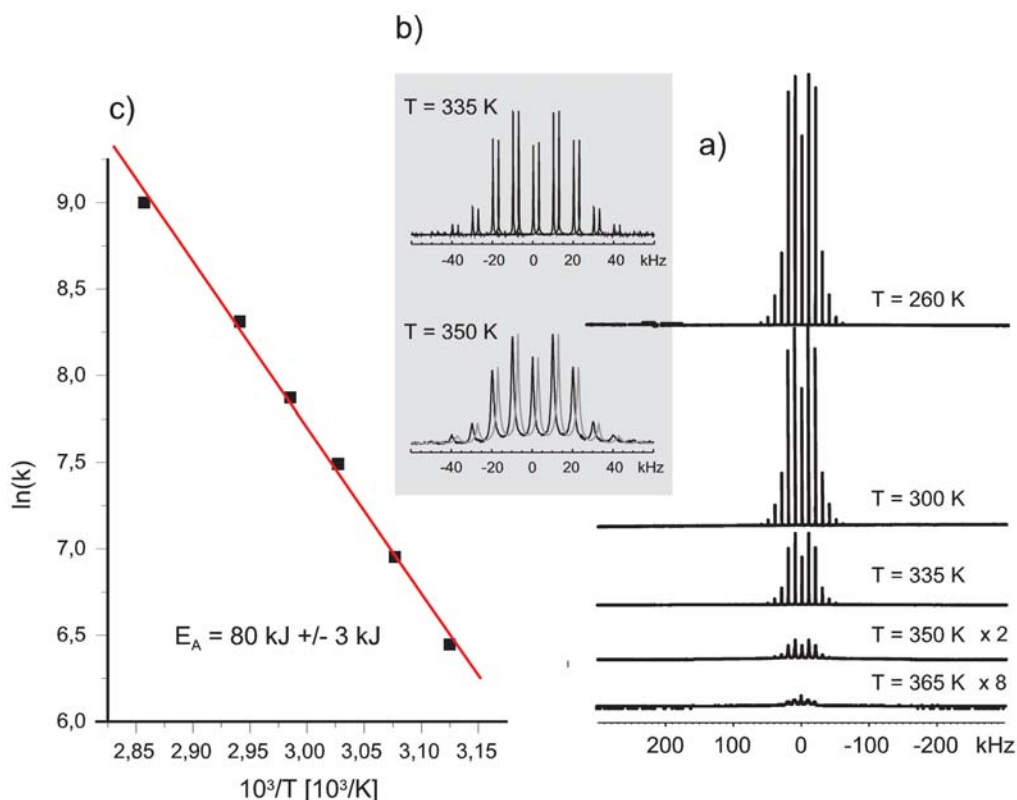 b)
T = 335 K
-40 -20 0 20 40 kHz
T = 350 K
-40 -20 0 20 40 kHz
a)
T = 260 K
T = 300 K
T = 335 K
T = 350 K x 2
T = 365 K x 8
200 100 0 -100 -200 kHz
c)
ln(k)
9,0
8,5
8,0
7,5
7,0
6,5
6,0
E_A = 80 kJ +/- 3 kJ
2,85 2,90 2,95 3,00 3,05 3,10 3,15
10³/T [10³/K]